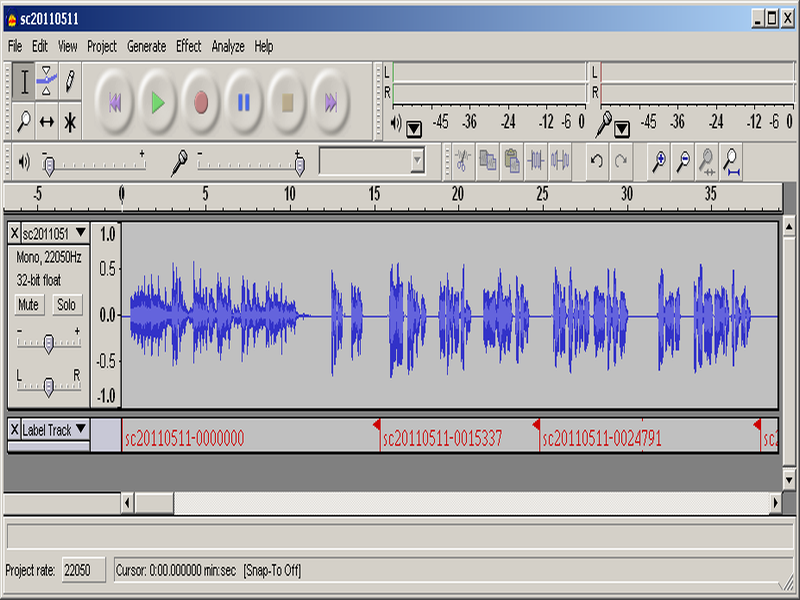 sc20110511
File Edit View Project Generate Effect Analyze Help
L L
R R
-45 -36 -24 -12 -6 0 -45 -36 -24 -12 -6 0
- + - +
-5 0 5 10 15 20 25 30 35
X sc2011051 1.0
Mono, 22050Hz
32-bit float 0.5
Mute Solo 0.0
- +
L R -0.5
-1.0
X Label Track sc20110511-0000000 sc20110511-0015337 sc20110511-0024791
Project rate: 22050 Cursor: 0:00.000000 min:sec [Snap-To Off]